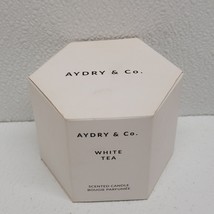 AYDRY & Co.
AYDRY & Co.
WHITE
TEA
SCENTED CANDLE
BOUGIE PARFUMÉE